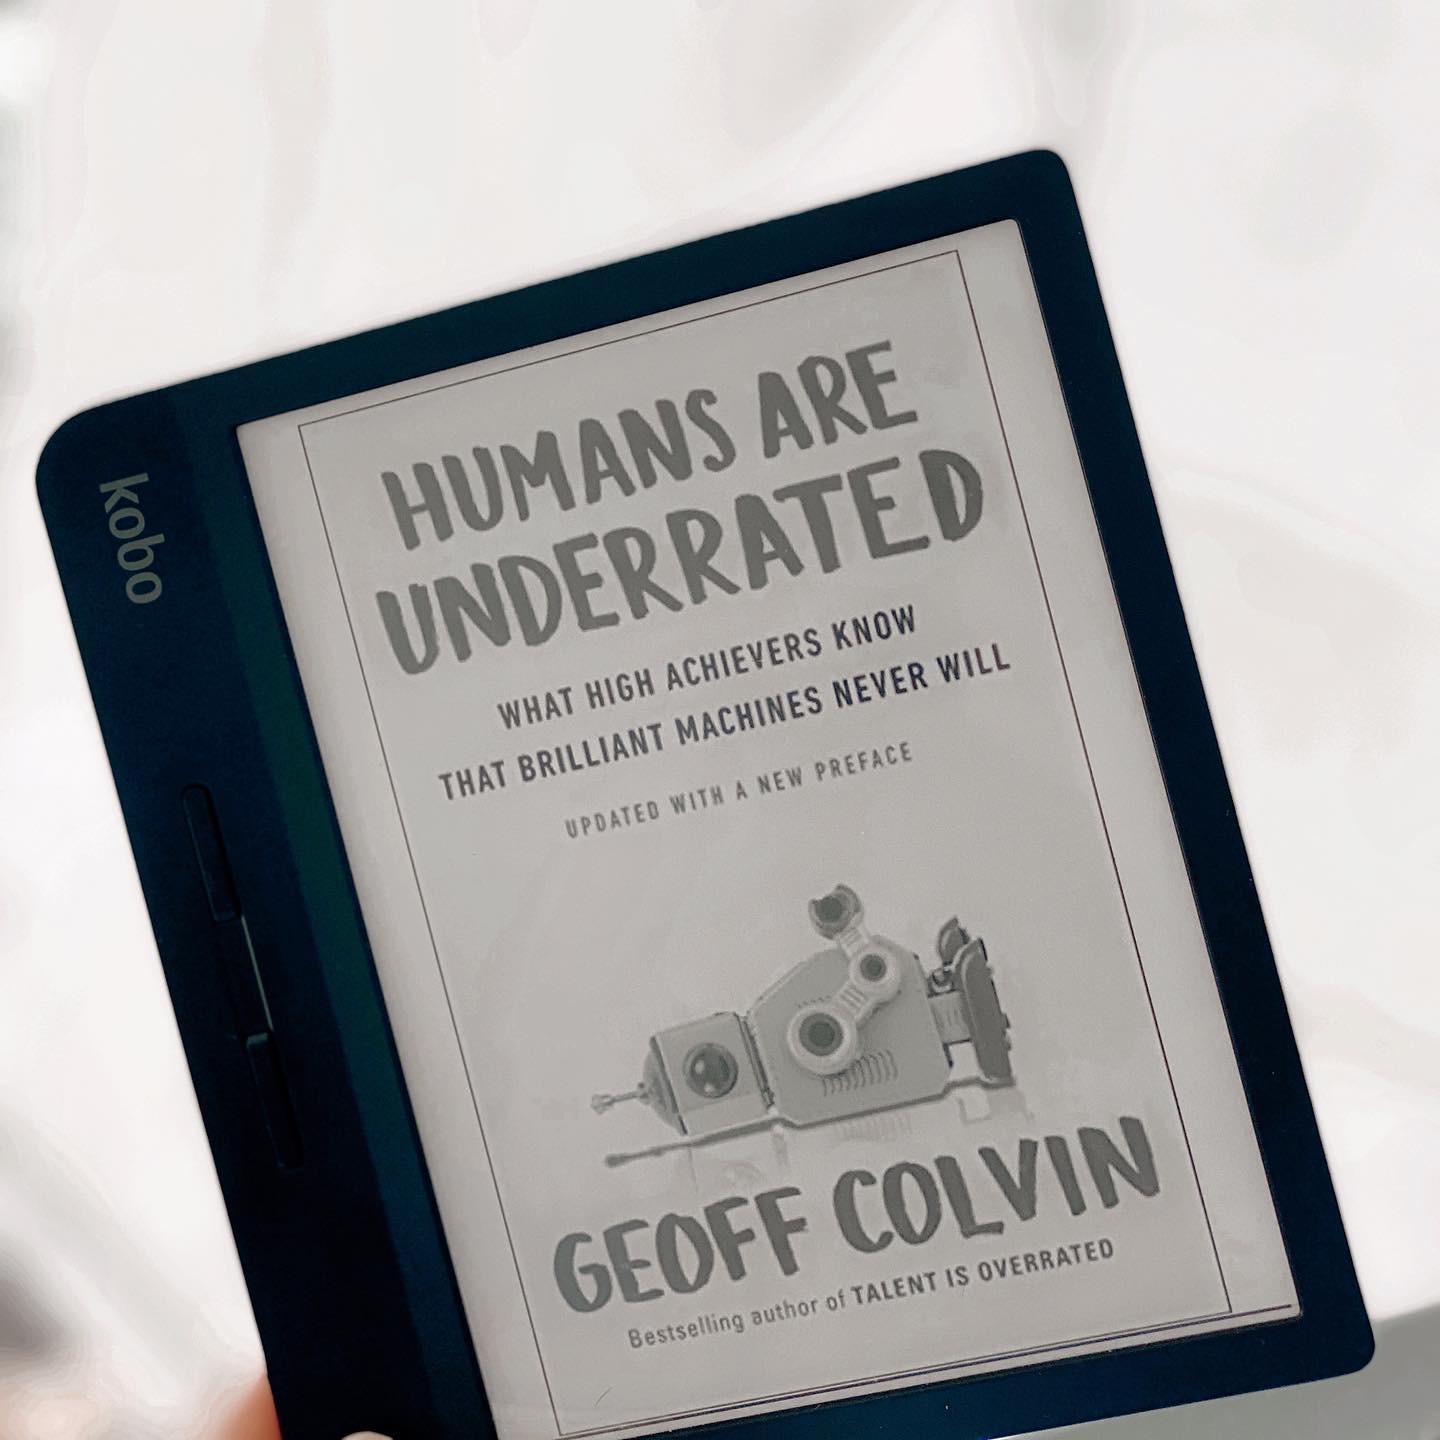 kobo
HUMANS ARE
UNDERRATED
WHAT HIGH ACHIEVERS KNOW
THAT BRILLIANT MACHINES NEVER WILL
UPDATED WITH A NEW PREFACE
GEOFF COLVIN
Bestselling author of TALENT IS OVERRATED